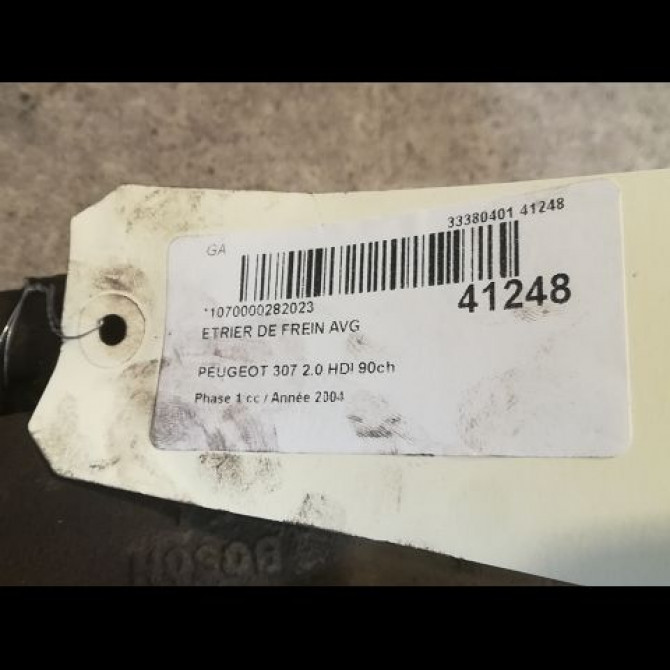 33380401 41248
GA
*1070000282023
41248
ETRIER DE FREIN AVG
PEUGEOT 307 2.0 HDI 90ch
Phase 1 cc / Année 2004
BOSCH